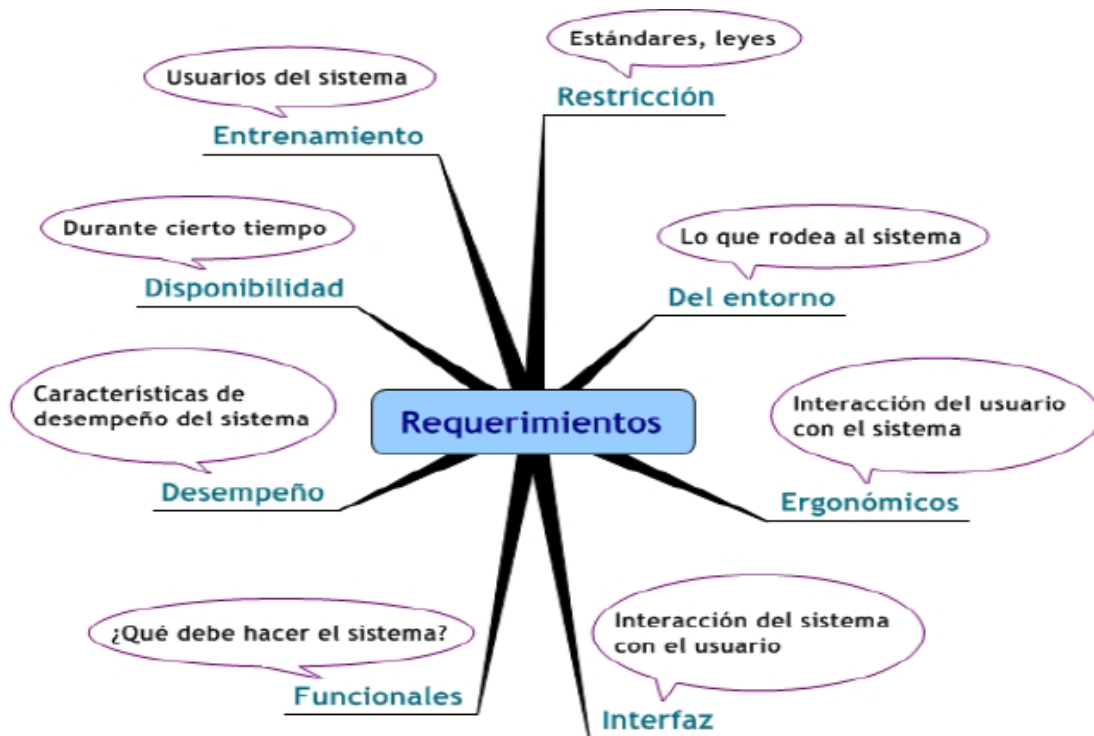 Estándares, leyes
Restricción
Usuarios del sistema
Entrenamiento
Durante cierto tiempo
Disponibilidad
Lo que rodea al sistema
Del entorno
Características de
desempeño del sistema
Desempeño
Requerimientos
Interacción del usuario
con el sistema
Ergonómicos
¿Qué debe hacer el sistema?
Funcionales
Interacción del sistema
con el usuario
Interfaz